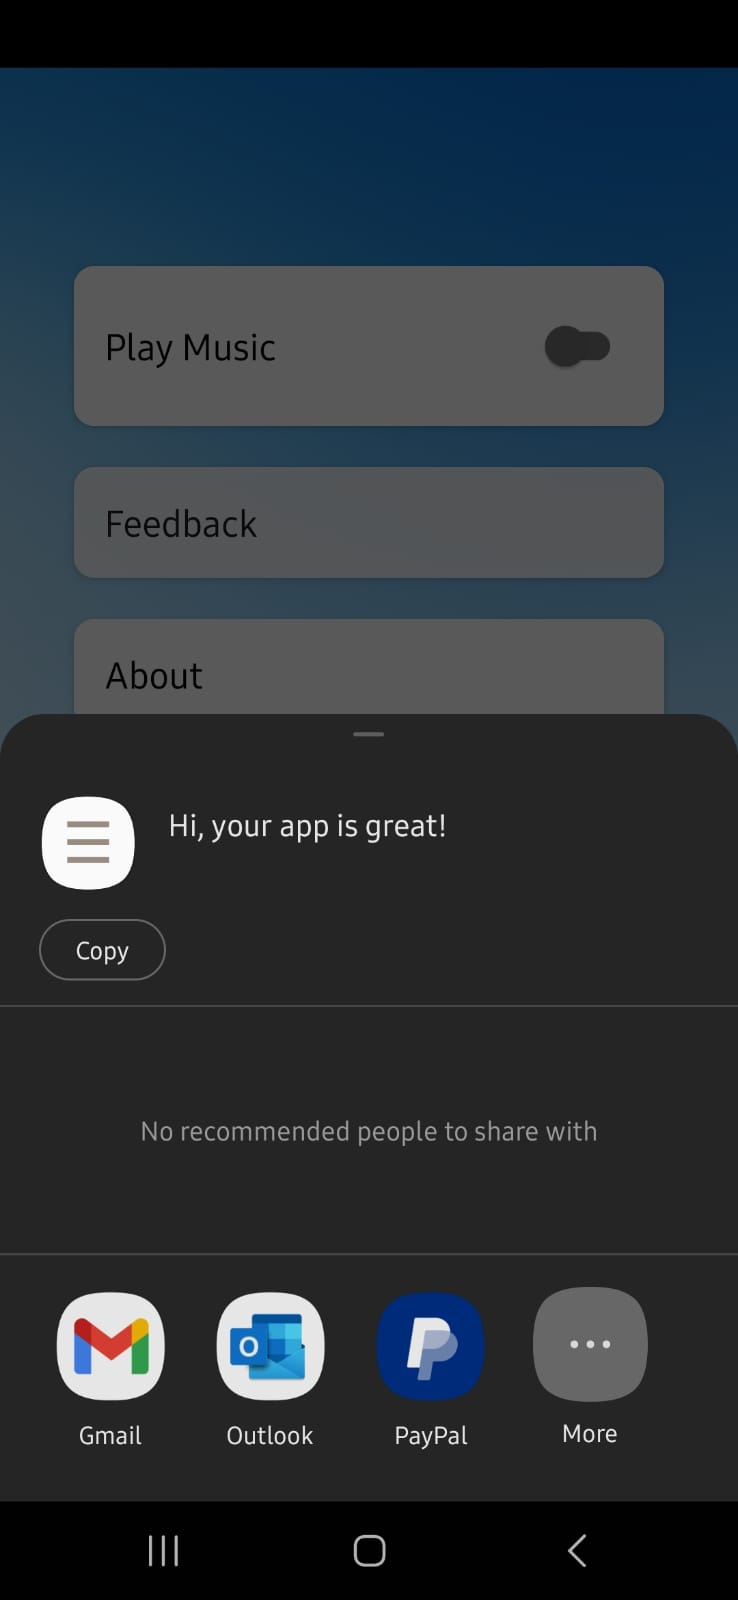 Play Music
Feedback
About
Hi, your app is great!
Copy
No recommended people to share with
Gmail
Outlook
PayPal
More